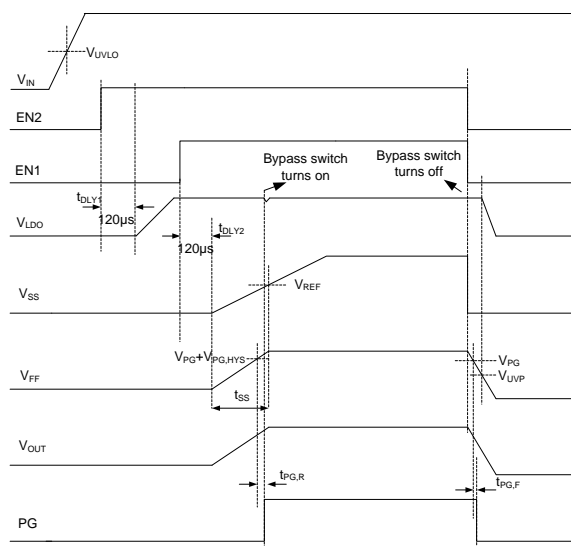 VUVLO
VIN
EN2
EN1
Bypass switch
turns on
Bypass switch
turns off
tDLY1
120µs
VLDO
tDLY2
120µs
VSS
VREF
VPG+VPG,HYS
VPG
VUVP
VFF
tSS
VOUT
tPG,R
tPG,F
PG